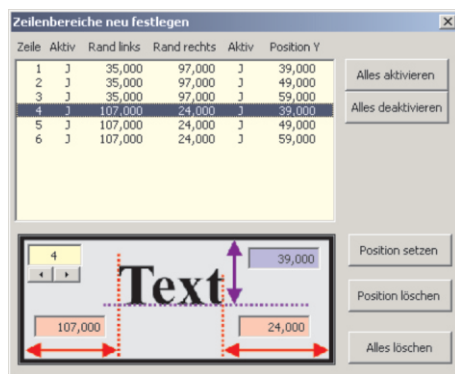 Zeilenbereiche neu festlegen
Zeile Aktiv Rand links Rand rechts Aktiv Position Y
1 J 35,000 97,000 J 39,000
2 J 35,000 97,000 J 49,000
3 J 35,000 97,000 J 59,000
4 J 107,000 24,000 J 39,000
5 J 107,000 24,000 J 49,000
6 J 107,000 24,000 J 59,000
Alles aktivieren
Alles deaktivieren
4
39,000
Text
107,000
24,000
Position setzen
Position löschen
Alles löschen